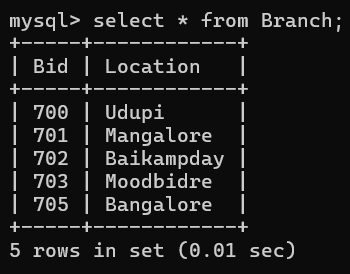 mysql> select * from Branch;
+-----+------------+
| Bid | Location   |
+-----+------------+
| 700 | Udupi      |
| 701 | Mangalore  |
| 702 | Baikampday |
| 703 | Moodbidre  |
| 705 | Bangalore  |
+-----+------------+
5 rows in set (0.01 sec)